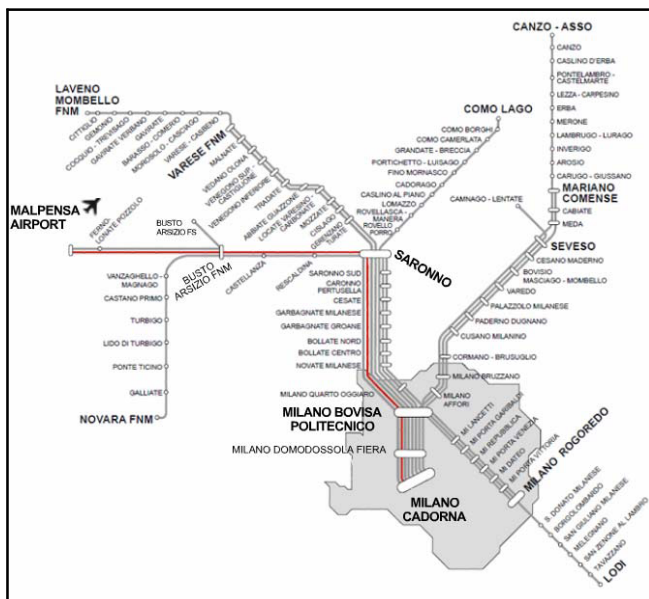 CANZO - ASSO
CANZO
CASLINO D'ERBA
PONTELAMBRO -
CASTELMARTE
LEZZA - CARPESINO
ERBA
MERONE
LAMBRUGO - LURAGO
INVERIGO
AROSIO
CARUGO - GIUSSANO
MARIANO
COMENSE
CABIATE
MEDA
CAMNAGO - LENTATE
SEVESO
CESANO MADERNO
BOVISIO
MASCIAGO - MOMBELLO
VAREDO
PALAZZOLO MILANESE
PADERNO DUGNANO
CUSANO MILANINO
CORMANO - BRUSUGLIO
MILANO BRUZZANO
MILANO
AFFORI
LAVENO
MOMBELLO
FNM
CITTIGLIO
GEMONIO
COCQUIO - TREVISAGO
GAVIRATE VERBANO
GAVIRATE
BARASSO - COMERIO
MOROSOLO - CASCIAGO
VARESE - CASBENO
VARESE FNM
MALNATE
VEDANO OLONA
VENEGONO SUP.
CASTIGLIONE
VENEGONO INFERIORE
TRADATE
ABBIATE GUAZZONE
LOCATE VARESINO
CARBONATE
MOZZATE
CISLAGO
GERENZANO
TURATE
COMO LAGO
COMO BORGHI
COMO CAMERLATA
GRANDATE - BRECCIA
PORTICHETTO - LUISAGO
FINO MORNASCO
CADORAGO
CASLINO AL PIANO
LOMAZZO
ROVELLASCA -
MANERA
ROVELLO
PORRO
SARONNO
MALPENSA
AIRPORT
FERNO-
LONATE POZZOLO
BUSTO
ARSIZIO FS
BUSTO
ARSIZIO FNM
CASTELLANZA
RESCALDINA
VANZAGHELLO -
MAGNAGO
CASTANO PRIMO
TURBIGO
LIDO DI TURBIGO
PONTE TICINO
GALLIATE
NOVARA FNM
SARONNO SUD
CARONNO
PERTUSELLA
CESATE
GARBAGNATE MILANESE
GARBAGNATE GROANE
BOLLATE NORD
BOLLATE CENTRO
NOVATE MILANESE
MILANO QUARTO OGGIARO
MILANO BOVISA
POLITECNICO
MILANO DOMODOSSOLA FIERA
MILANO
CADORNA
MI LANCETTI
MI PORTA GARIBALDI
MI REPUBBLICA
MI PORTA VENEZIA
MI DATEO
MI PORTA VITTORIA
MILANO ROGOREDO
S. DONATO MILANESE
BORGOLOMBARDO
SAN GIULIANO MILANESE
MELEGNANO
SAN ZENONE AL LAMBRO
TAVAZZANO
LODI